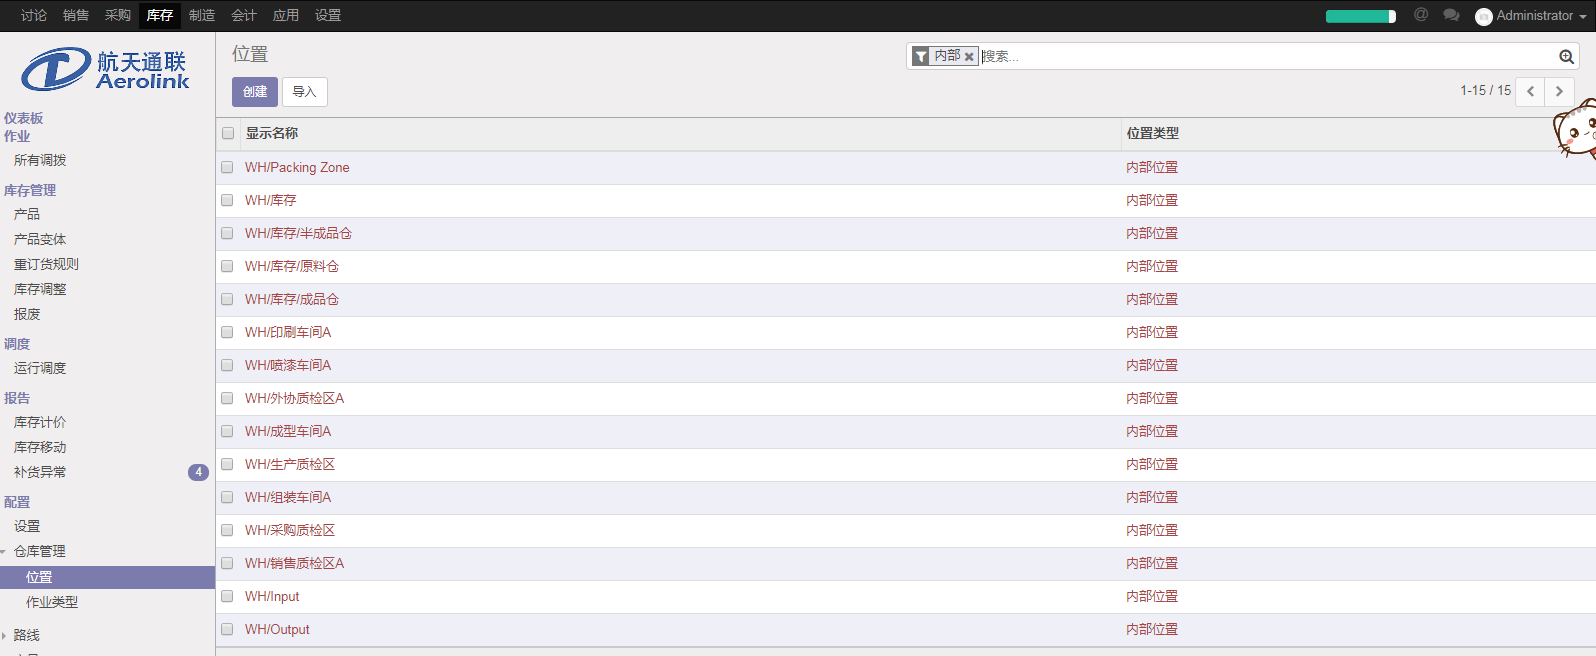 讨论 销售 采购 库存 制造 会计 应用 设置 @ Administrator
航天通联
Aerolink
仪表板
作业
所有调拨
库存管理
产品
产品变体
重订货规则
库存调整
报废
调度
运行调度
报告
库存计价
库存移动
补货异常 4
配置
设置
仓库管理
位置
作业类型
路线
位置
内部 搜索...
创建 导入
1-15 / 15
显示名称 位置类型
WH/Packing Zone 内部位置
WH/库存 内部位置
WH/库存/半成品仓 内部位置
WH/库存/原料仓 内部位置
WH/库存/成品仓 内部位置
WH/印刷车间A 内部位置
WH/喷漆车间A 内部位置
WH/外协质检区A 内部位置
WH/成型车间A 内部位置
WH/生产质检区 内部位置
WH/组装车间A 内部位置
WH/采购质检区 内部位置
WH/销售质检区A 内部位置
WH/Input 内部位置
WH/Output 内部位置